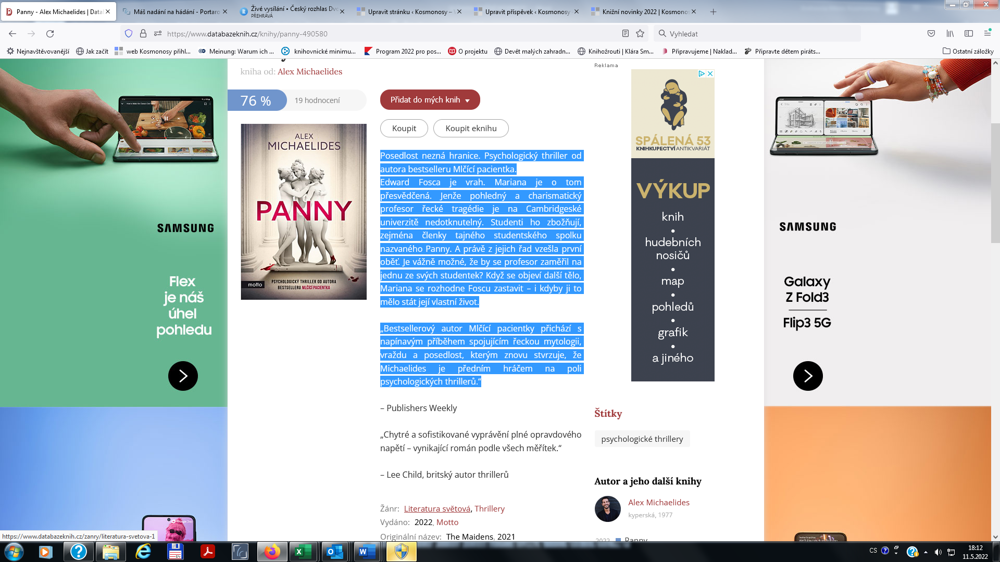 Panny - Alex Michaelides | Datab
Máš nadání na hádání - Portaro
Živé vysílání • Český rozhlas Dvo
PŘEHRÁVÁ
Upravit stránku ‹ Kosmonosy —
Upravit příspěvek ‹ Kosmonosy
Knižní novinky 2022 | Kosmonos
https://www.databazeknih.cz/knihy/panny-490580
Vyhledat
Nejnavštěvovanější
Jak začít
web Kosmonosy přihl...
Meinung: Warum ich ...
knihovnické minimu...
Program 2022 pro pos...
O projektu
Devět malých zahradn...
Knihožrouti | Klára Sm...
Připravujeme | Naklad...
Připravte dětem piráts...
Ostatní záložky
kniha od: Alex Michaelides
76 %
19 hodnocení
Přidat do mých knih
Koupit
Koupit eknihu
ALEX
MICHAELIDES
PANNY
motto
PSYCHOLOGICKÝ THRILLER OD AUTORA
BESTSELLERU MLČÍCÍ PACIENTKA
Posedlost nezná hranice. Psychologický thriller od
autora bestselleru Mlčící pacientka.
Edward Fosca je vrah. Mariana je o tom
přesvědčená. Jenže pohledný a charismatický
profesor řecké tragédie je na Cambridgeské
univerzitě nedotknutelný. Studenti ho zbožňují,
zejména členky tajného studentského spolku
nazvaného Panny. A právě z jejich řad vzešla první
oběť. Je vážně možné, že by se profesor zaměřil na
jednu ze svých studentek? Když se objeví další tělo,
Mariana se rozhodne Foscu zastavit – i kdyby ji to
mělo stát její vlastní život.
„Bestsellerový autor Mlčící pacientky přichází s
napínavým příběhem spojujícím řeckou mytologii,
vraždu a posedlost, kterým znovu stvrzuje, že
Michaelides je předním hráčem na poli
psychologických thrillerů.“
– Publishers Weekly
„Chytré a sofistikované vyprávění plné opravdového
napětí – vynikající román podle všech měřítek.“
– Lee Child, britský autor thrillerů
Žánr: Literatura světová, Thrillery
Vydáno: 2022, Motto
Originální název: The Maidens, 2021
Reklama
SPÁLENÁ 53
KNIHKUPECTVÍ ANTIKVARIÁT
VÝKUP
knih
•
hudebních
nosičů
•
map
•
pohledů
•
grafik
•
a jiného
Štítky
psychologické thrillery
Autor a jeho další knihy
Alex Michaelides
kyperská, 1977
2022 Panny
SAMSUNG
Flex
je náš
úhel
pohledu
SAMSUNG
Galaxy
Z Fold3
Flip3 5G
Google Duo
https://www.databazeknih.cz/zanry/literatura-svetova-1
CS
18:12
11.5.2022